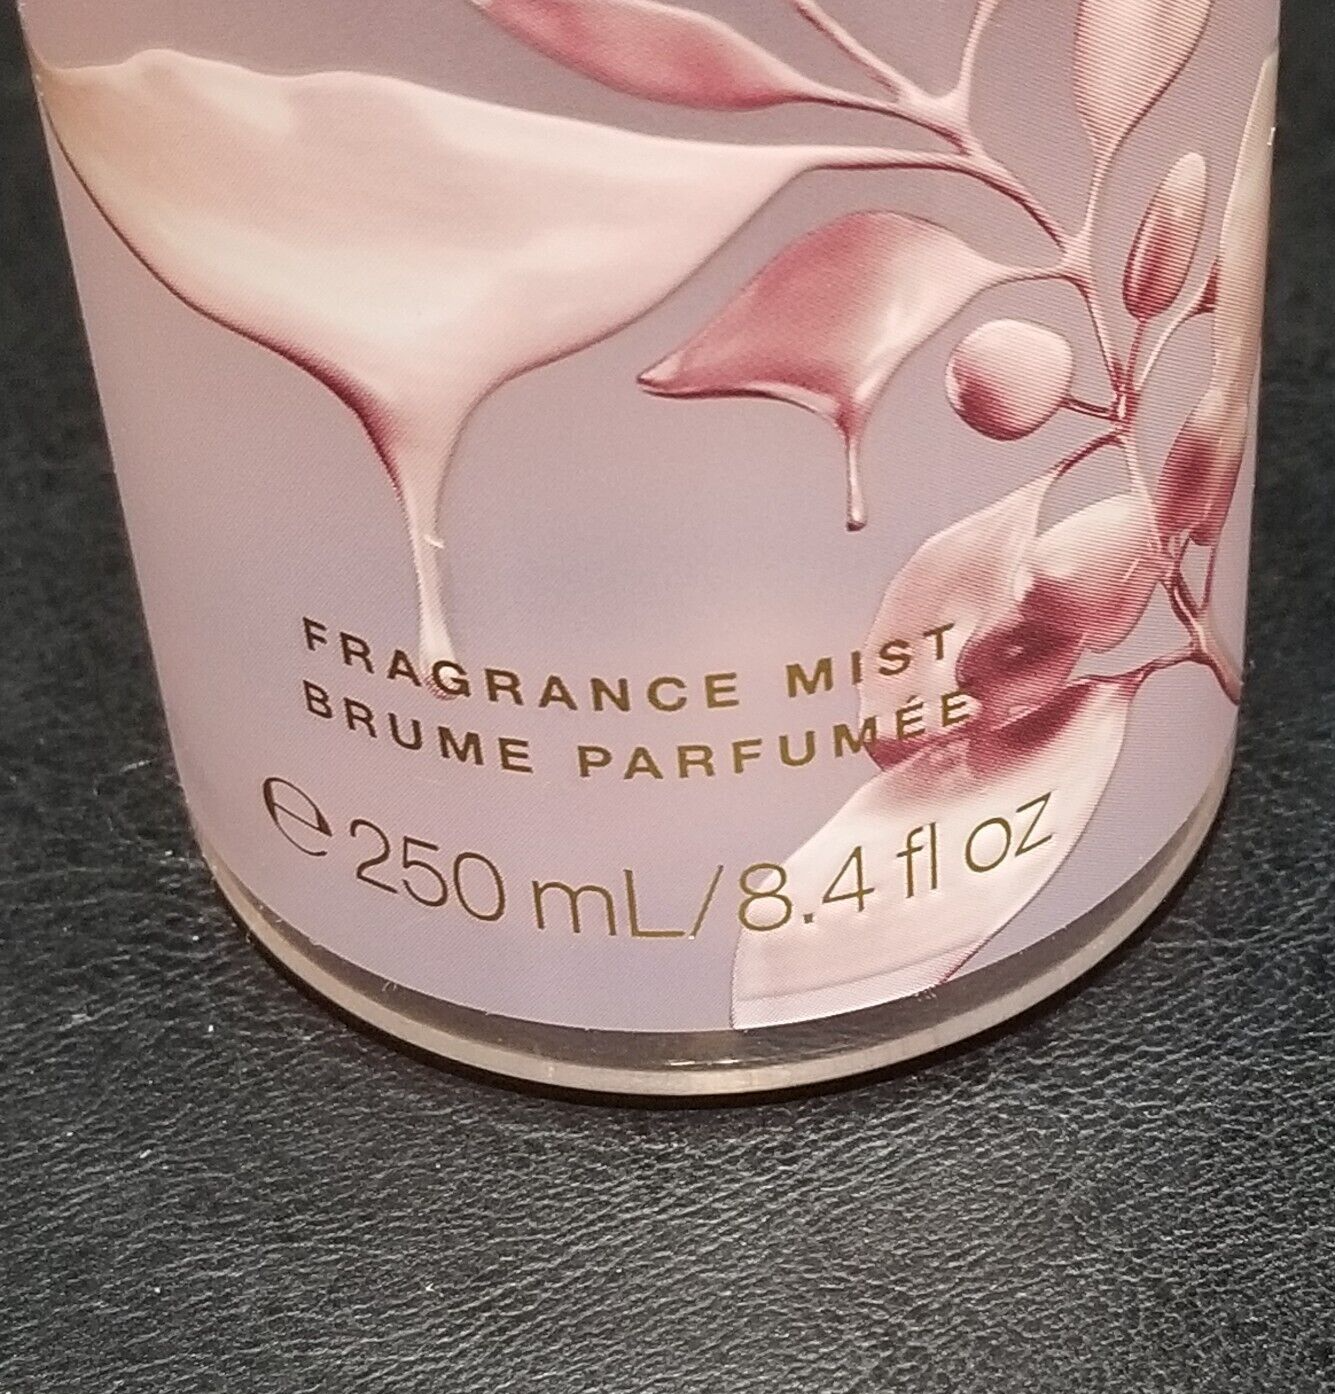 FRAGRANCE MIST
BRUME PARFUMÉE
℮ 250 mL/8.4 fl oz